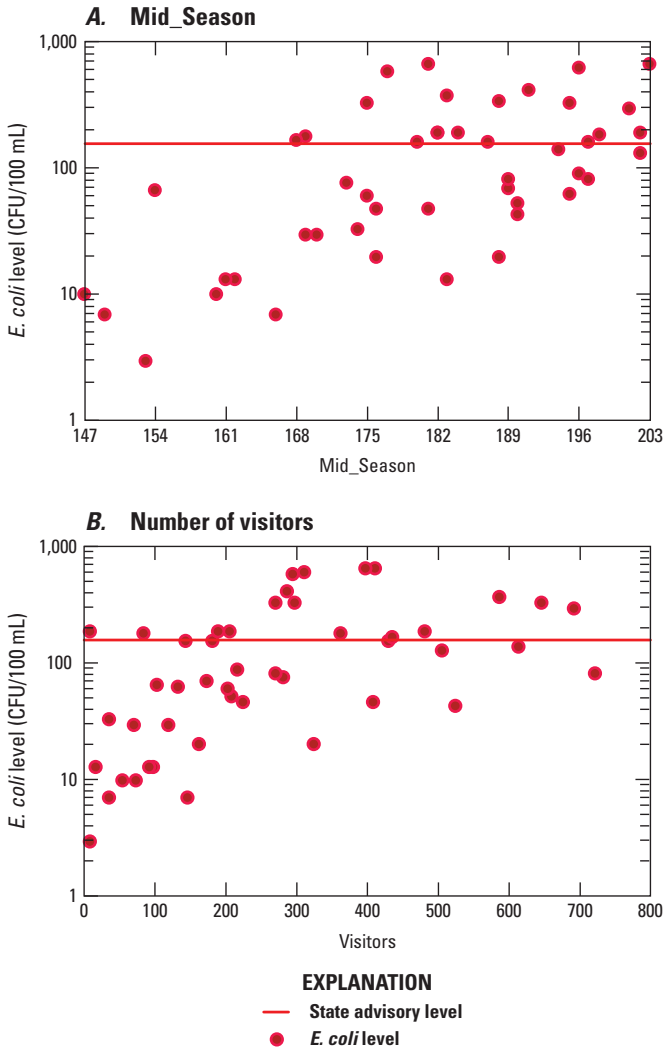 A. Mid_Season
1,000
100
10
1
E. coli level (CFU/100 mL)
147 154 161 168 175 182 189 196 203
Mid_Season
B. Number of visitors
1,000
100
10
1
E. coli level (CFU/100 mL)
0 100 200 300 400 500 600 700 800
Visitors
EXPLANATION
State advisory level
E. coli level